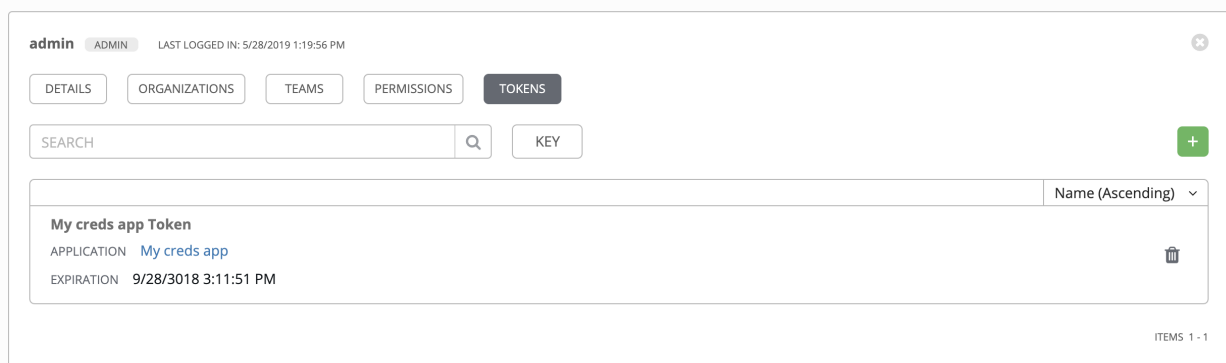 admin ADMIN LAST LOGGED IN: 5/28/2019 1:19:56 PM
DETAILS ORGANIZATIONS TEAMS PERMISSIONS TOKENS
SEARCH KEY +
Name (Ascending)
My creds app Token
APPLICATION My creds app
EXPIRATION 9/28/3018 3:11:51 PM
ITEMS 1 - 1